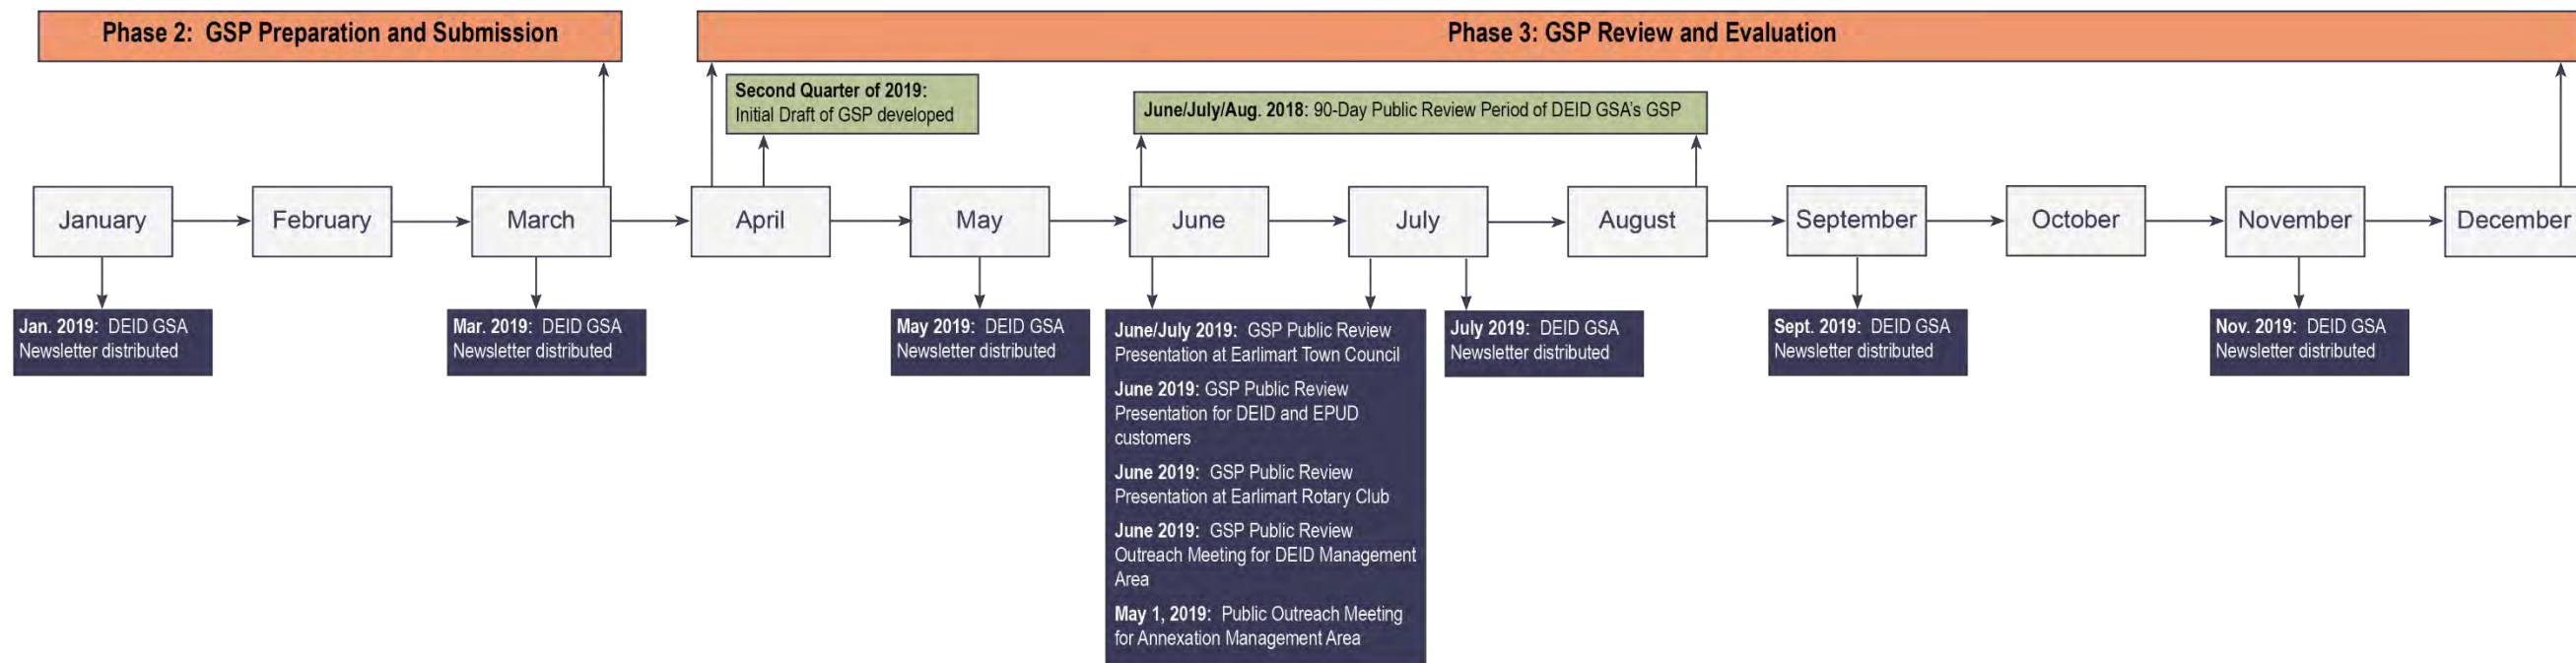 Phase 2: GSP Preparation and Submission
Phase 3: GSP Review and Evaluation
Second Quarter of 2019:
Initial Draft of GSP developed
June/July/Aug. 2018: 90-Day Public Review Period of DEID GSA's GSP
January
February
March
April
May
June
July
August
September
October
November
December
Jan. 2019: DEID GSA
Newsletter distributed
Mar. 2019: DEID GSA
Newsletter distributed
May 2019: DEID GSA
Newsletter distributed
June/July 2019: GSP Public Review
Presentation at Earlimart Town Council
June 2019: GSP Public Review
Presentation for DEID and EPUD
customers
June 2019: GSP Public Review
Presentation at Earlimart Rotary Club
June 2019: GSP Public Review
Outreach Meeting for DEID Management
Area
May 1, 2019: Public Outreach Meeting
for Annexation Management Area
July 2019: DEID GSA
Newsletter distributed
Sept. 2019: DEID GSA
Newsletter distributed
Nov. 2019: DEID GSA
Newsletter distributed